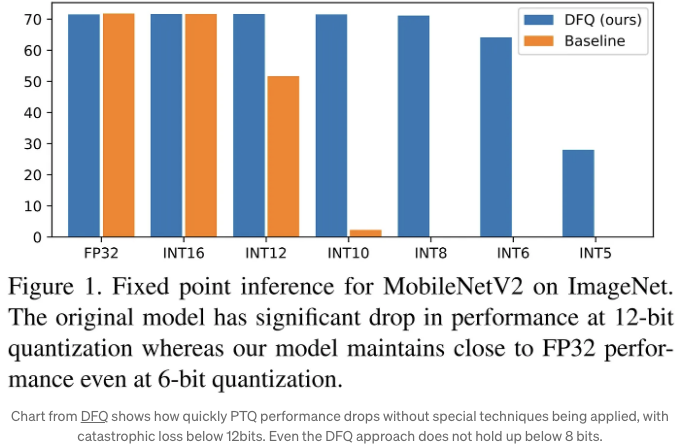 70
60
50
40
30
20
10
0
DFQ (ours)
Baseline
FP32 INT16 INT12 INT10 INT8 INT6 INT5
Figure 1. Fixed point inference for MobileNetV2 on ImageNet.
The original model has significant drop in performance at 12-bit
quantization whereas our model maintains close to FP32 perfor-
mance even at 6-bit quantization.
Chart from DFQ shows how quickly PTQ performance drops without special techniques being applied, with
catastrophic loss below 12bits. Even the DFQ approach does not hold up below 8 bits.